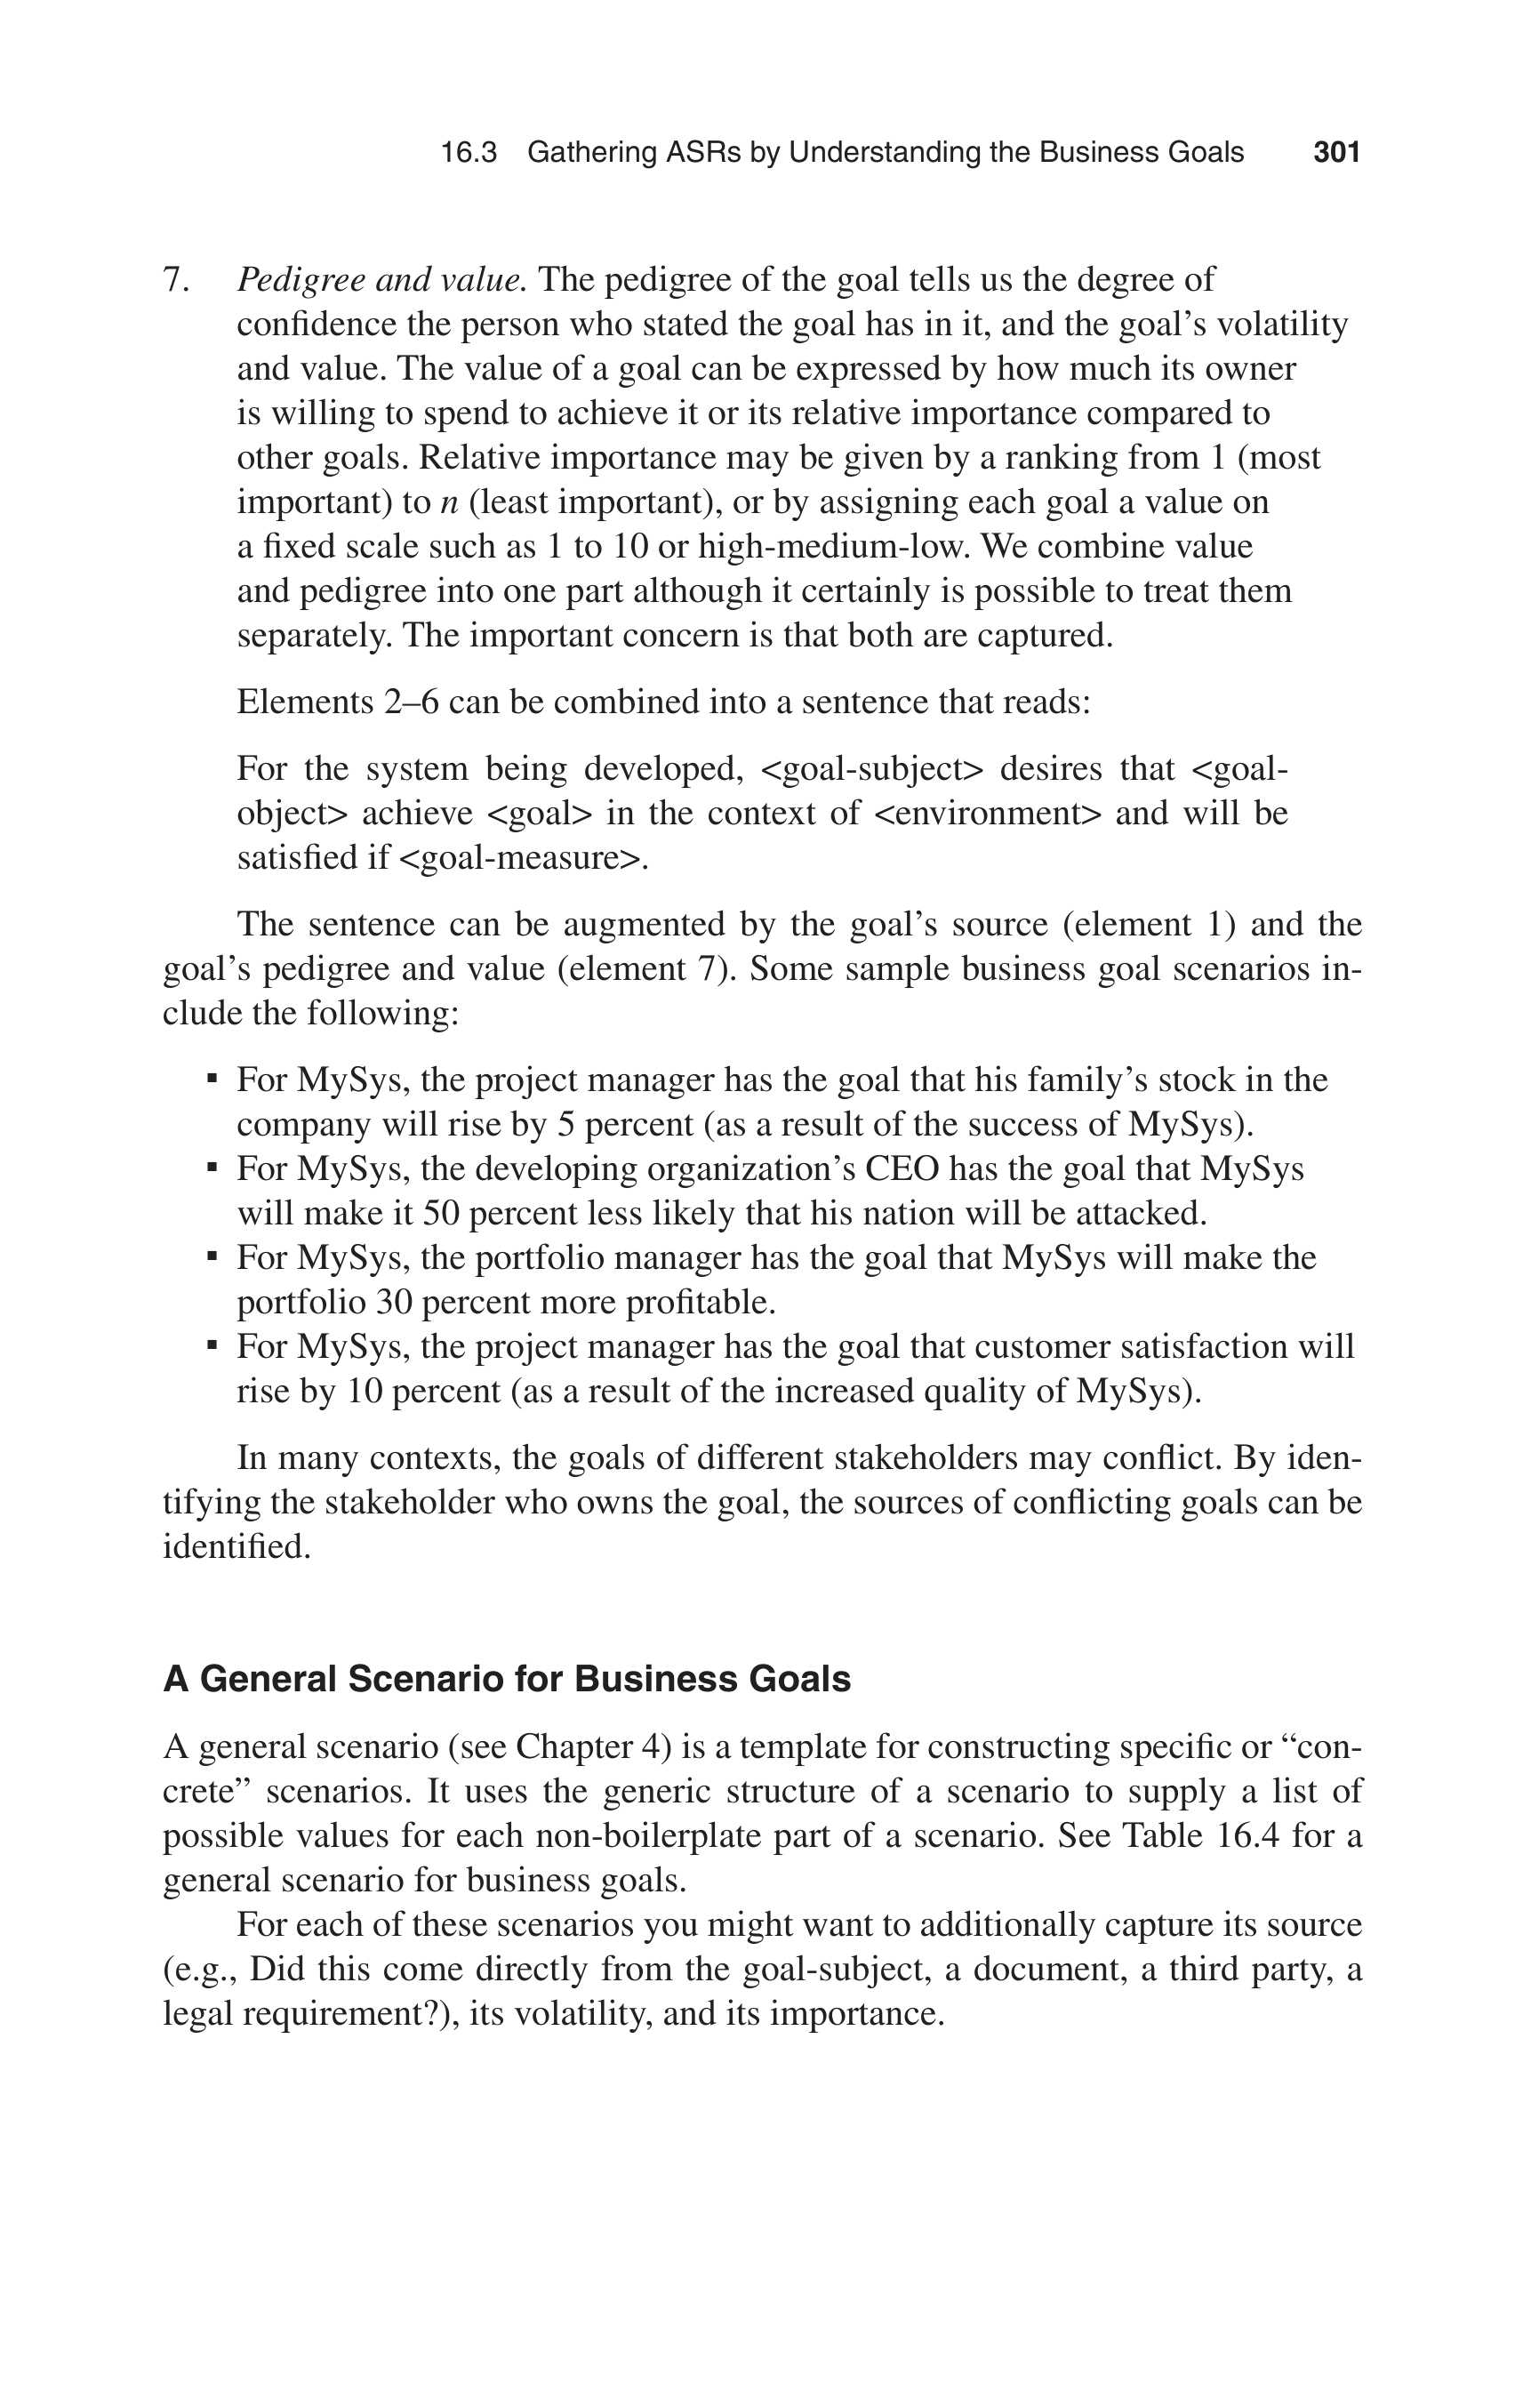 16.3 Gathering ASRs by Understanding the Business Goals 301
7. Pedigree and value. The pedigree of the goal tells us the degree of
confidence the person who stated the goal has in it, and the goal’s volatility
and value. The value of a goal can be expressed by how much its owner
is willing to spend to achieve it or its relative importance compared to
other goals. Relative importance may be given by a ranking from 1 (most
important) to n (least important), or by assigning each goal a value on
a fixed scale such as 1 to 10 or high-medium-low. We combine value
and pedigree into one part although it certainly is possible to treat them
separately. The important concern is that both are captured.
Elements 2–6 can be combined into a sentence that reads:
For the system being developed, <goal-subject> desires that <goal-
object> achieve <goal> in the context of <environment> and will be
satisfied if <goal-measure>.
The sentence can be augmented by the goal’s source (element 1) and the
goal’s pedigree and value (element 7). Some sample business goal scenarios in-
clude the following:
▪ For MySys, the project manager has the goal that his family’s stock in the
company will rise by 5 percent (as a result of the success of MySys).
▪ For MySys, the developing organization’s CEO has the goal that MySys
will make it 50 percent less likely that his nation will be attacked.
▪ For MySys, the portfolio manager has the goal that MySys will make the
portfolio 30 percent more profitable.
▪ For MySys, the project manager has the goal that customer satisfaction will
rise by 10 percent (as a result of the increased quality of MySys).
In many contexts, the goals of different stakeholders may conflict. By iden-
tifying the stakeholder who owns the goal, the sources of conflicting goals can be
identified.
A General Scenario for Business Goals
A general scenario (see Chapter 4) is a template for constructing specific or “con-
crete” scenarios. It uses the generic structure of a scenario to supply a list of
possible values for each non-boilerplate part of a scenario. See Table 16.4 for a
general scenario for business goals.
For each of these scenarios you might want to additionally capture its source
(e.g., Did this come directly from the goal-subject, a document, a third party, a
legal requirement?), its volatility, and its importance.